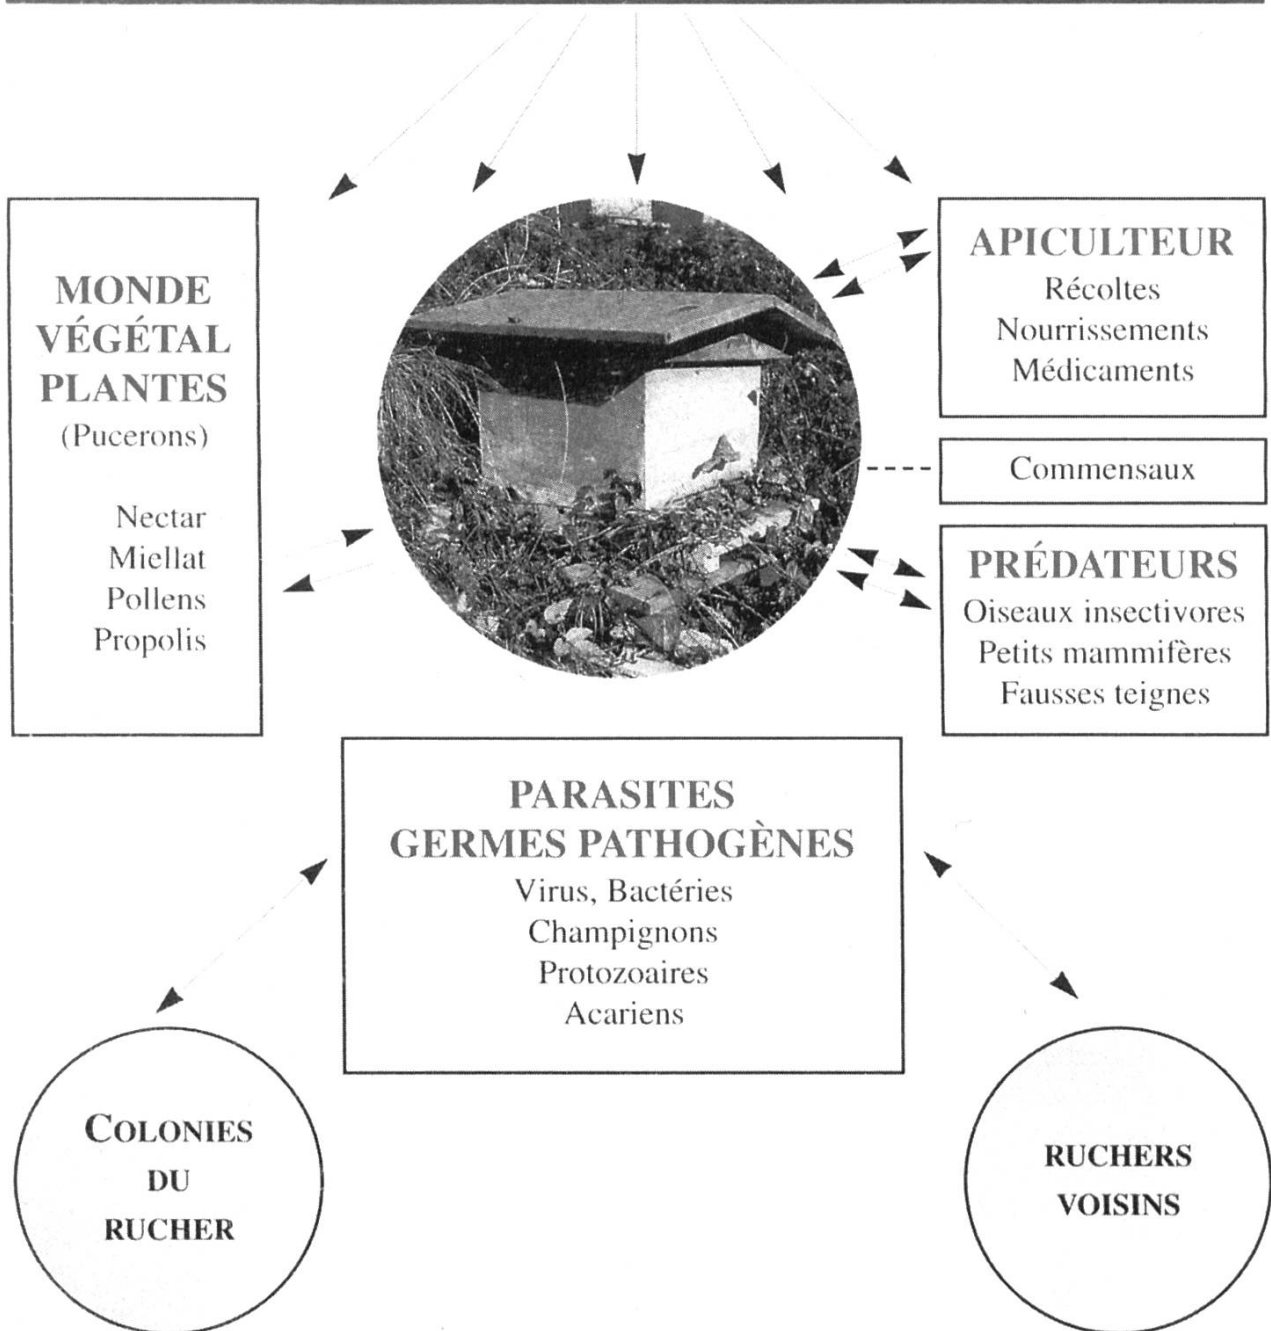 MONDE
VÉGÉTAL
PLANTES
(Pucerons)
Nectar
Miellat
Pollens
Propolis
APICULTEUR
Récoltes
Nourrissements
Médicaments
Commensaux
PRÉDATEURS
Oiseaux insectivores
Petits mammifères
Fausses teignes
PARASITES
GERMES PATHOGÈNES
Virus, Bactéries
Champignons
Protozoaires
Acariens
COLONIES
DU
RUCHER
RUCHERS
VOISINS